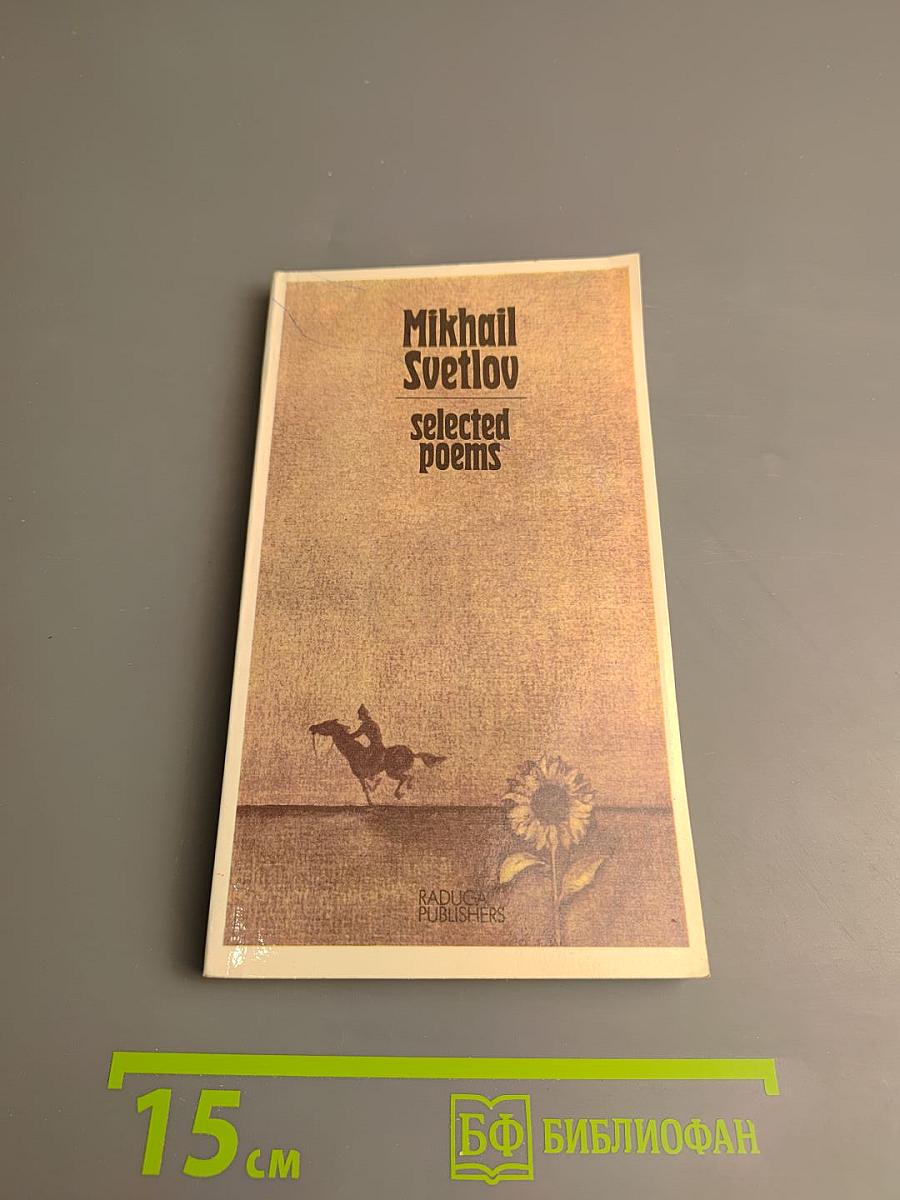 Mikhail
Svetlov
selected
poems
RADUGA
PUBLISHERS
15 см
БФ БИБЛИОФАН